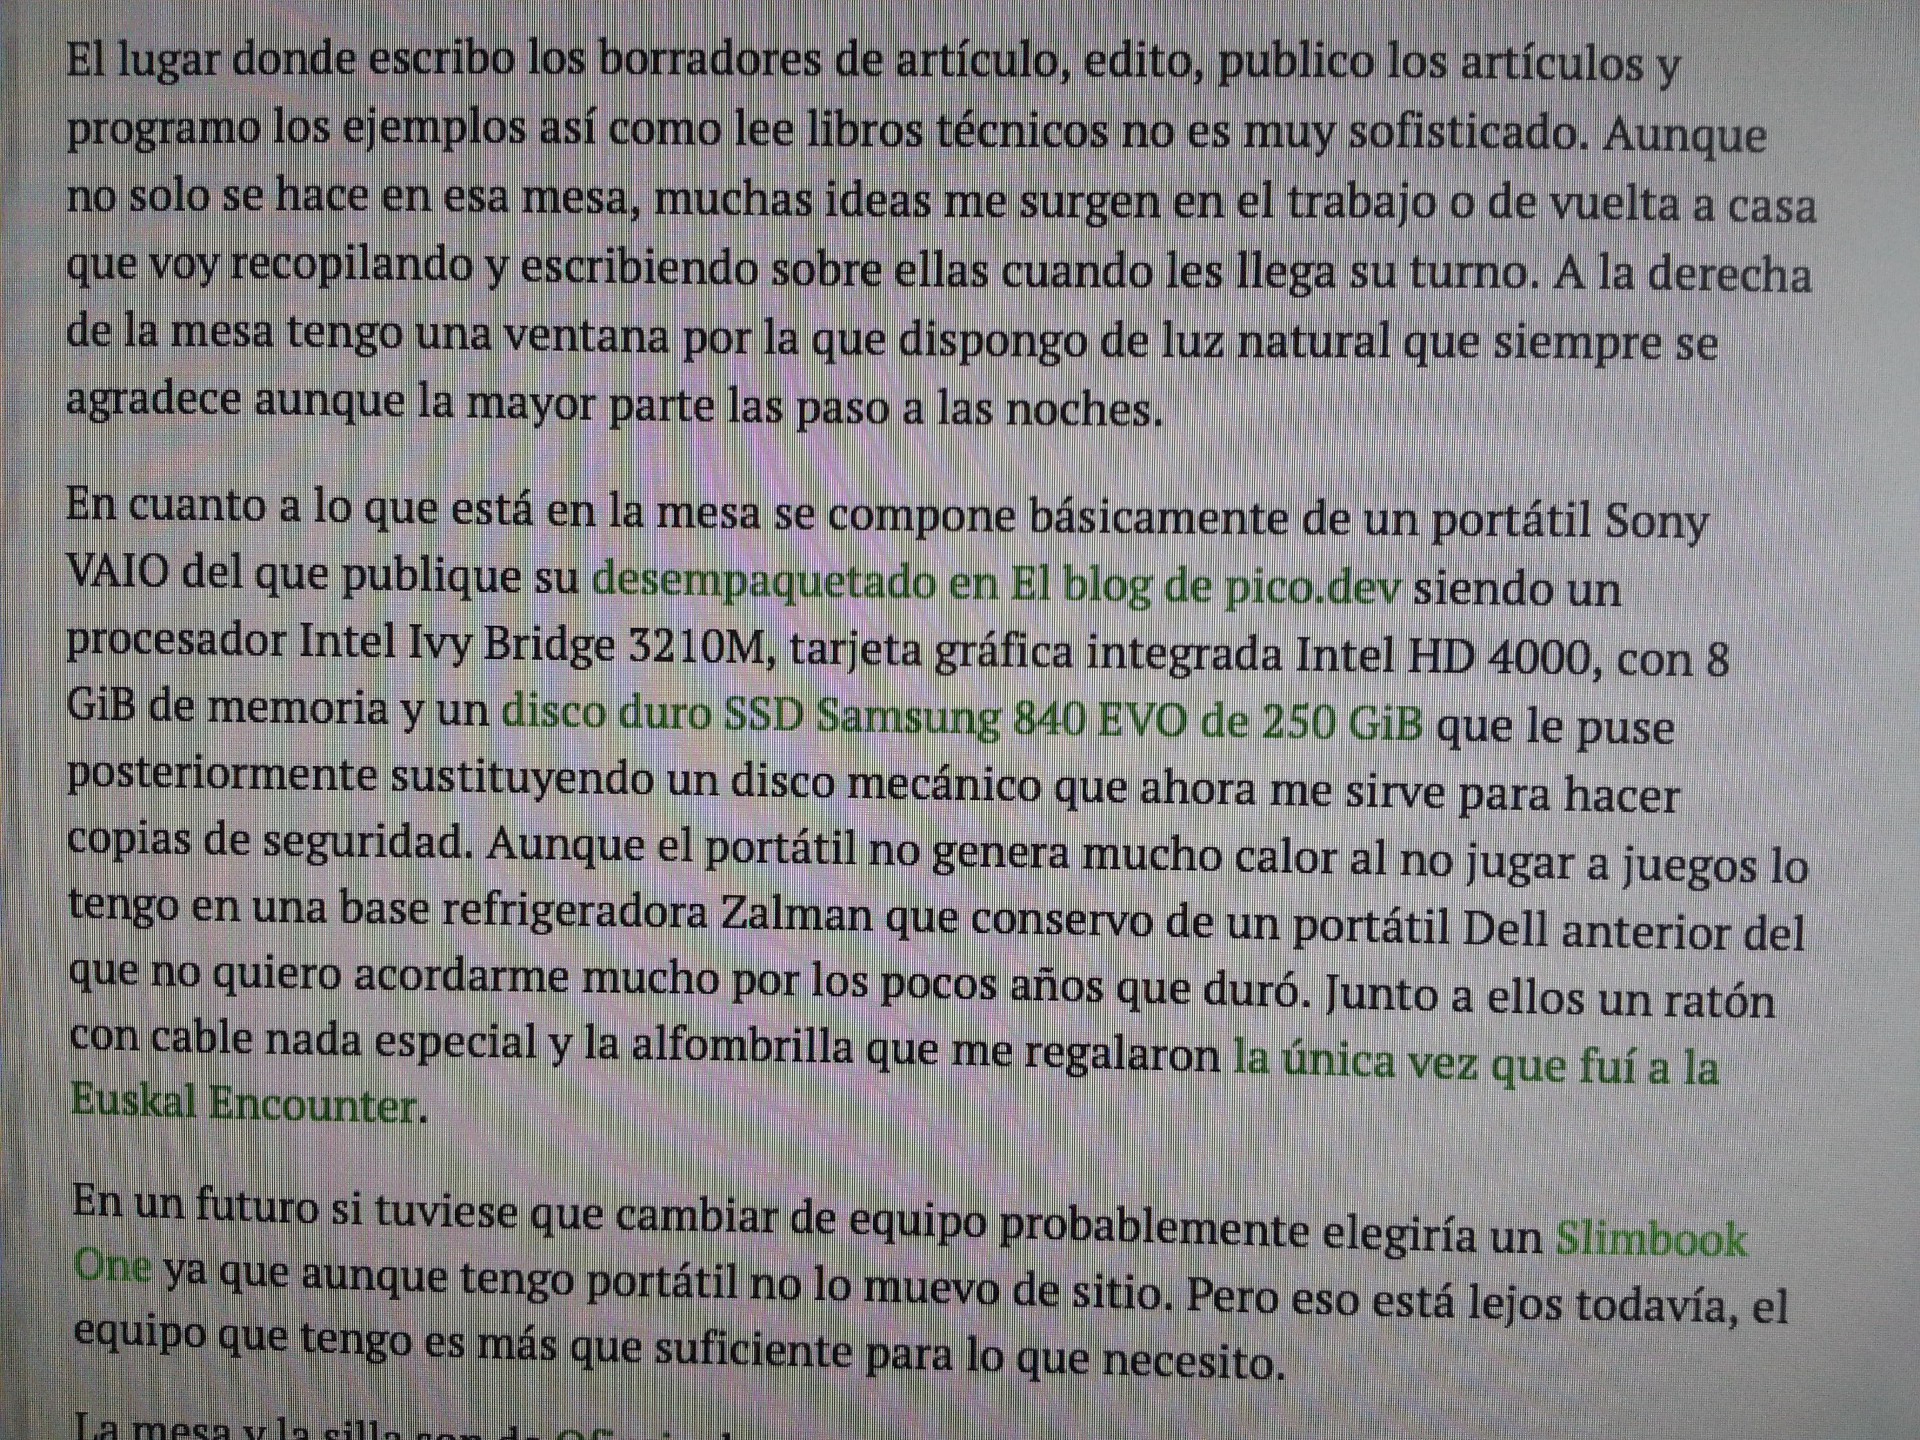 El lugar donde escribo los borradores de artículo, edito, publico los artículos y
programo los ejemplos así como lee libros técnicos no es muy sofisticado. Aunque
no solo se hace en esa mesa, muchas ideas me surgen en el trabajo o de vuelta a casa
que voy recopilando y escribiendo sobre ellas cuando les llega su turno. A la derecha
de la mesa tengo una ventana por la que dispongo de luz natural que siempre se
agradece aunque la mayor parte las paso a las noches.
En cuanto a lo que está en la mesa se compone básicamente de un portátil Sony
VAIO del que publique su desempaquetado en El blog de pico.dev siendo un
procesador Intel Ivy Bridge 3210M, tarjeta gráfica integrada Intel HD 4000, con 8
GiB de memoria y un disco duro SSD Samsung 840 EVO de 250 GiB que le puse
posteriormente sustituyendo un disco mecánico que ahora me sirve para hacer
copias de seguridad. Aunque el portátil no genera mucho calor al no jugar a juegos lo
tengo en una base refrigeradora Zalman que conservo de un portátil Dell anterior del
que no quiero acordarme mucho por los pocos años que duró. Junto a ellos un ratón
con cable nada especial y la alfombrilla que me regalaron la única vez que fuí a la
Euskal Encounter.
En un futuro si tuviese que cambiar de equipo probablemente elegiría un Slimbook
One ya que aunque tengo portátil no lo muevo de sitio. Pero eso está lejos todavía, el
equipo que tengo es más que suficiente para lo que necesito.
La mesa y la silla son de